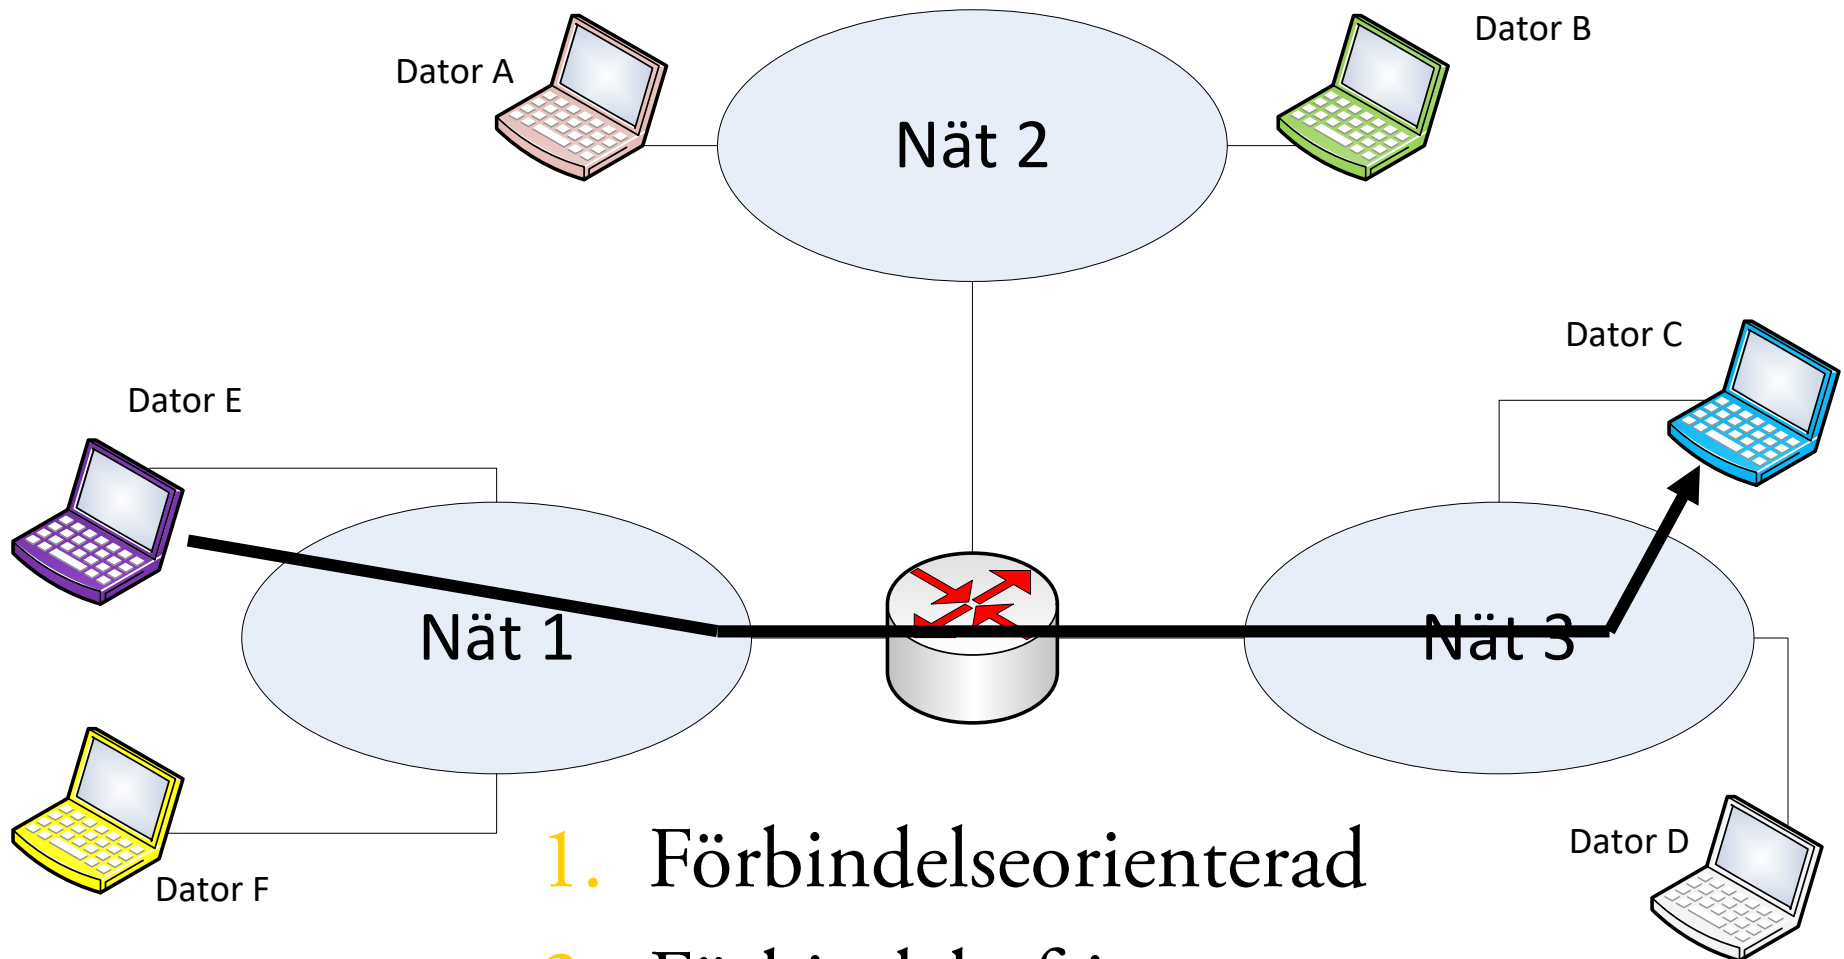 Dator B
Dator A
Nät 2
Dator C
Dator E
Nät 1
Nät 3
Dator D
Dator F
1. Förbindelseorienterad